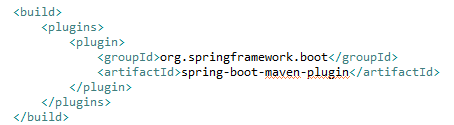 <build>
    <plugins>
        <plugin>
            <groupId>org.springframework.boot</groupId>
            <artifactId>spring-boot-maven-plugin</artifactId>
        </plugin>
    </plugins>
</build>